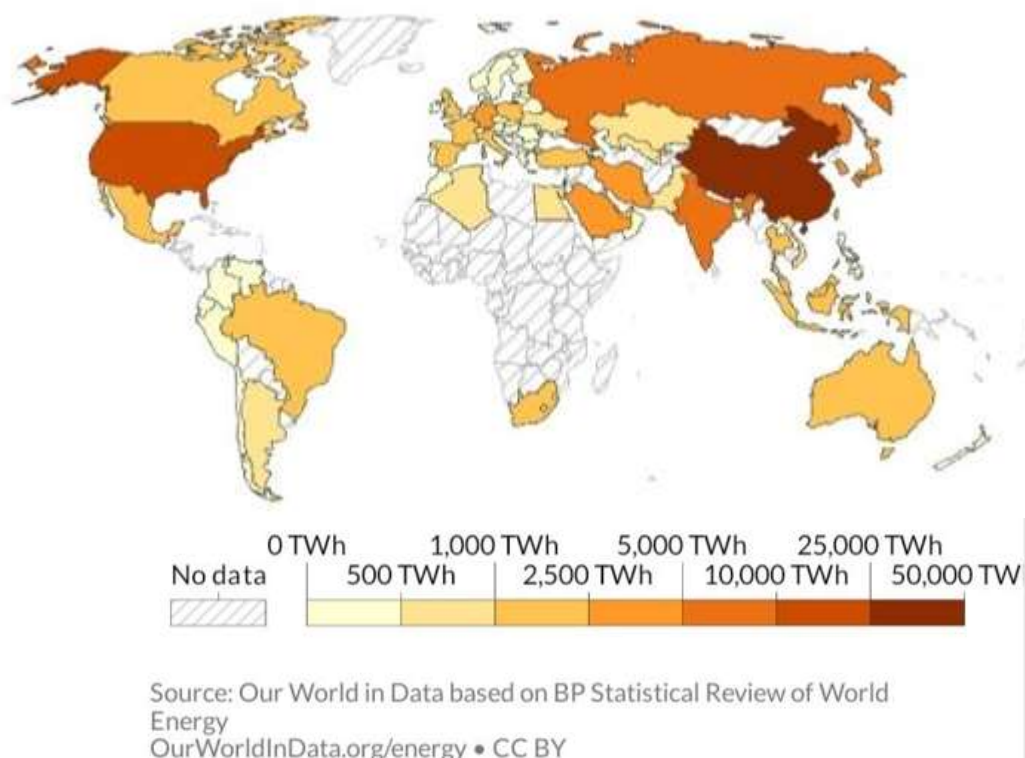 0 TWh 1,000 TWh 5,000 TWh 25,000 TWh
No data 500 TWh 2,500 TWh 10,000 TWh 50,000 TW
Source: Our World in Data based on BP Statistical Review of World
Energy
OurWorldInData.org/energy • CC BY